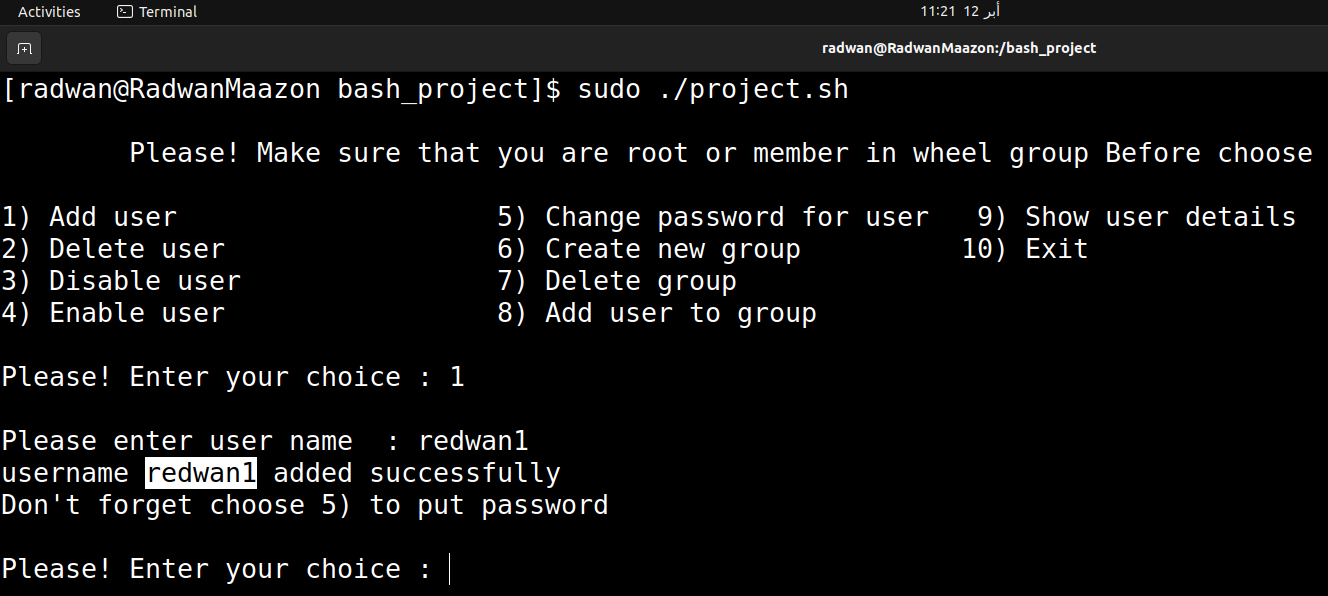 Activities Terminal 11:21 12 أبر
radwan@RadwanMaazon:/bash_project
[radwan@RadwanMaazon bash_project]$ sudo ./project.sh
Please! Make sure that you are root or member in wheel group Before choose
1) Add user 5) Change password for user 9) Show user details
2) Delete user 6) Create new group 10) Exit
3) Disable user 7) Delete group
4) Enable user 8) Add user to group
Please! Enter your choice : 1
Please enter user name  : redwan1
username redwan1 added successfully
Don't forget choose 5) to put password
Please! Enter your choice :